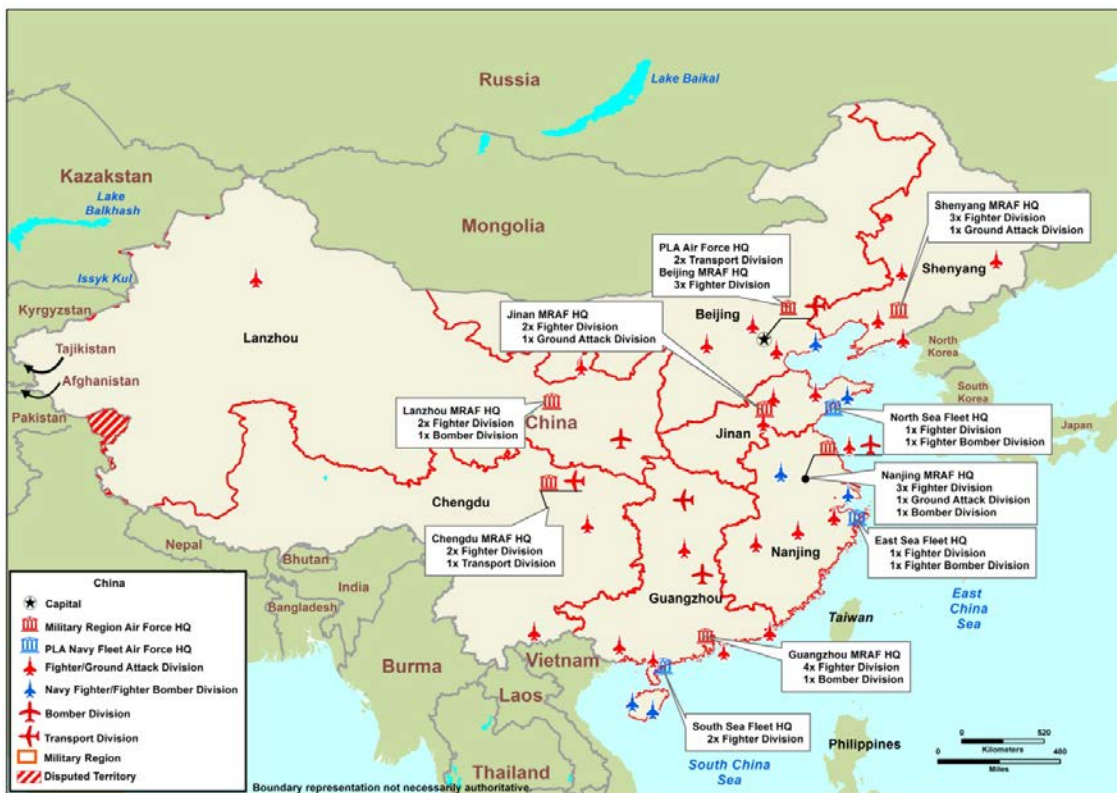 Russia
Lake Baikal
Kazakstan
Lake
Balkhash
Mongolia
Issyk Kul
Kyrgyzstan
Tajikistan
Afghanistan
Pakistan
Lanzhou
Shenyang MRAF HQ
3x Fighter Division
1x Ground Attack Division
PLA Air Force HQ
2x Transport Division
Beijing MRAF HQ
3x Fighter Division
Shenyang
Beijing
Jinan MRAF HQ
2x Fighter Division
1x Ground Attack Division
North
Korea
South
Korea
Japan
Lanzhou MRAF HQ
2x Fighter Division
1x Bomber Division
China
Jinan
North Sea Fleet HQ
1x Fighter Division
1x Fighter Bomber Division
Nanjing MRAF HQ
3x Fighter Division
1x Ground Attack Division
1x Bomber Division
Chengdu
Chengdu MRAF HQ
2x Fighter Division
1x Transport Division
Nanjing
East Sea Fleet HQ
1x Fighter Division
1x Fighter Bomber Division
Nepal
Bhutan
India
Bangladesh
Guangzhou
East
China
Sea
Taiwan
Burma
Vietnam
Laos
Thailand
Guangzhou MRAF HQ
4x Fighter Division
1x Bomber Division
South Sea Fleet HQ
2x Fighter Division
Philippines
South China
Sea
China
Capital
Military Region Air Force HQ
PLA Navy Fleet Air Force HQ
Fighter/Ground Attack Division
Navy Fighter/Fighter Bomber Division
Bomber Division
Transport Division
Military Region
Disputed Territory
Boundary representation not necessarily authoritative.
0 520
Kilometers
0 400
Miles